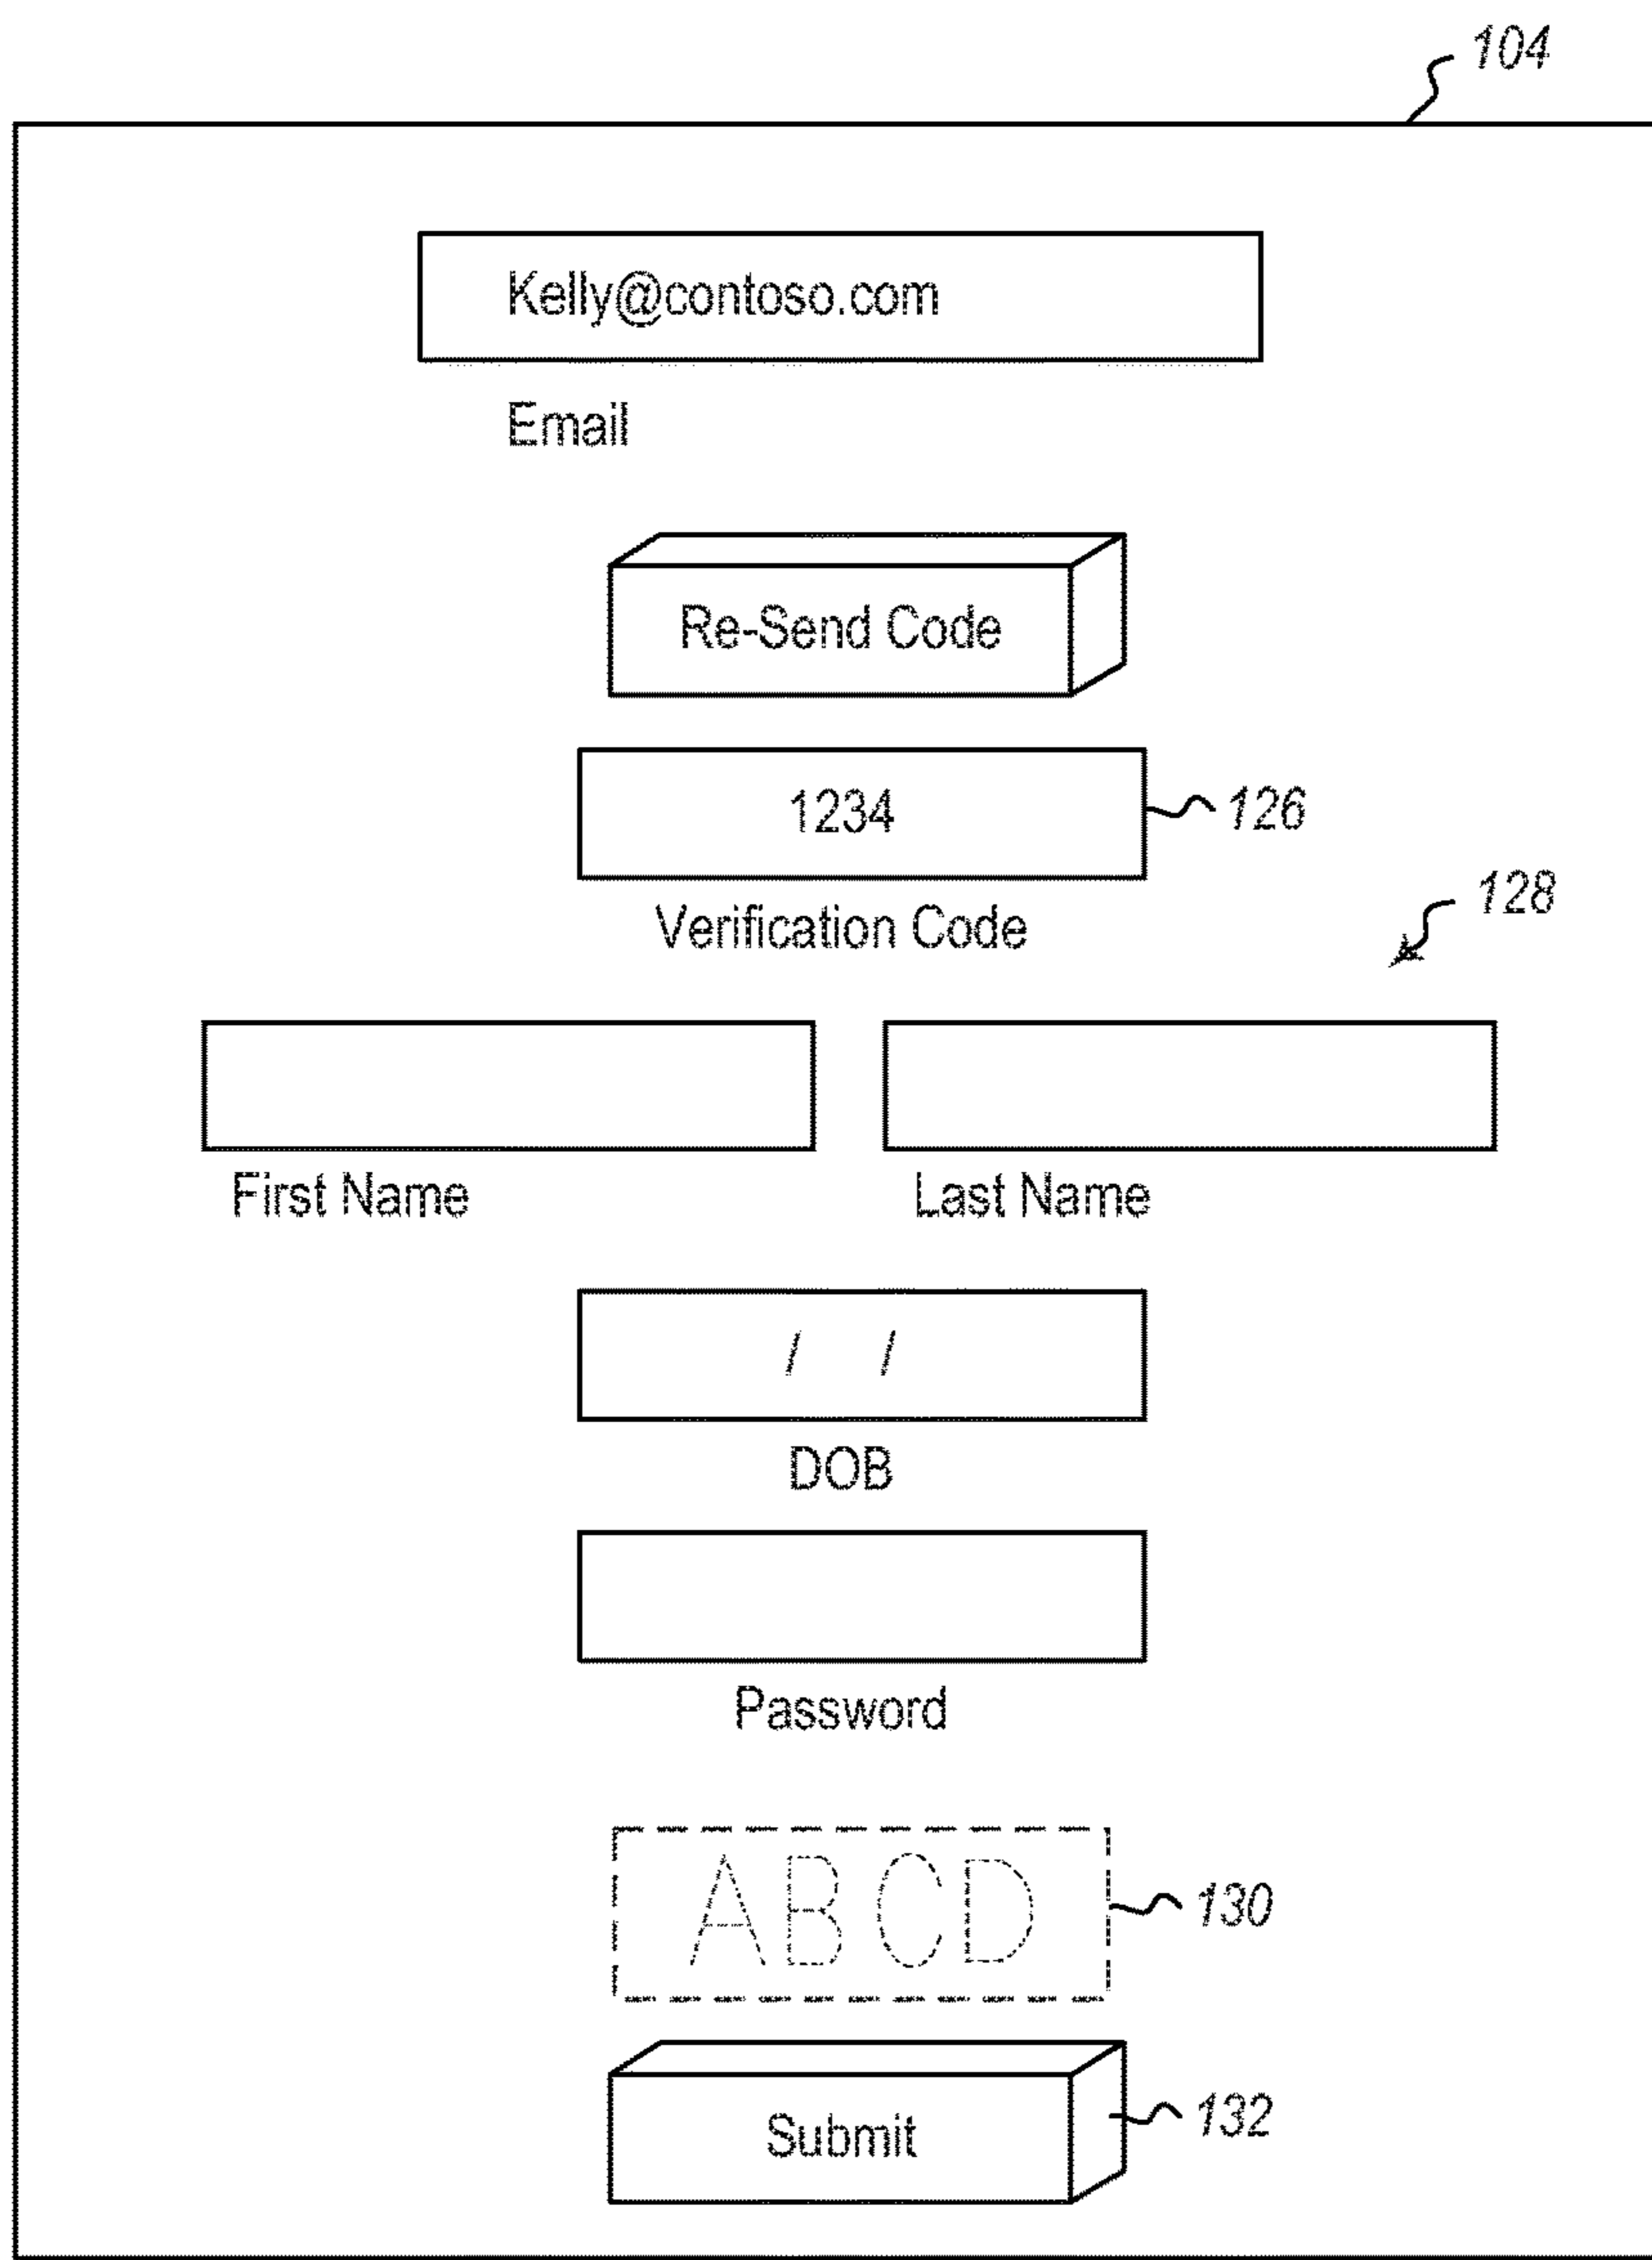 104
Kelly@contoso.com
Email
Re-Send Code
1234 126
Verification Code
128
First Name Last Name
/ /
DOB
Password
ABCD 130
Submit 132